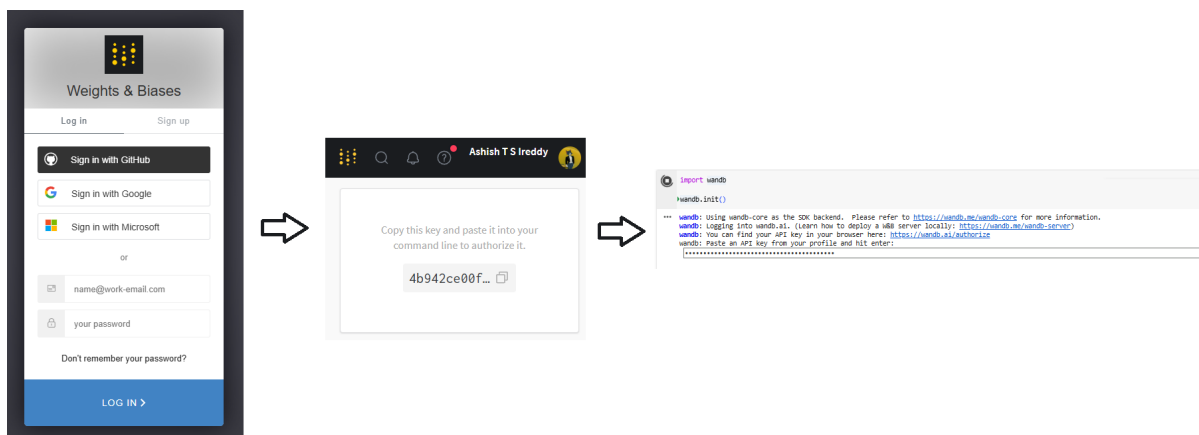 Weights & Biases
Log in Sign up
Sign in with GitHub
Sign in with Google
Sign in with Microsoft
or
name@work-email.com
your password
Don't remember your password?
LOG IN >
Ashish T S Ireddy
Copy this key and paste it into your
command line to authorize it.
4b942ce00f…
import wandb
wandb.init()
wandb: Using wandb-core as the SDK backend. Please refer to https://wandb.me/wandb-core for more information.
wandb: Logging into wandb.ai. (Learn how to deploy a W&B server locally: https://wandb.me/wandb-server)
wandb: You can find your API key in your browser here: https://wandb.ai/authorize
wandb: Paste an API key from your profile and hit enter: